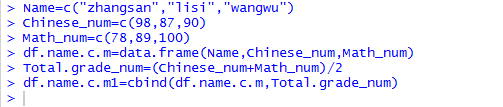 > Name=c("zhangsan","lisi","wangwu")
> Chinese_num=c(98,87,90)
> Math_num=c(78,89,100)
> df.name.c.m=data.frame(Name,Chinese_num,Math_num)
> Total.grade_num=(Chinese_num+Math_num)/2
> df.name.c.m1=cbind(df.name.c.m,Total.grade_num)
>